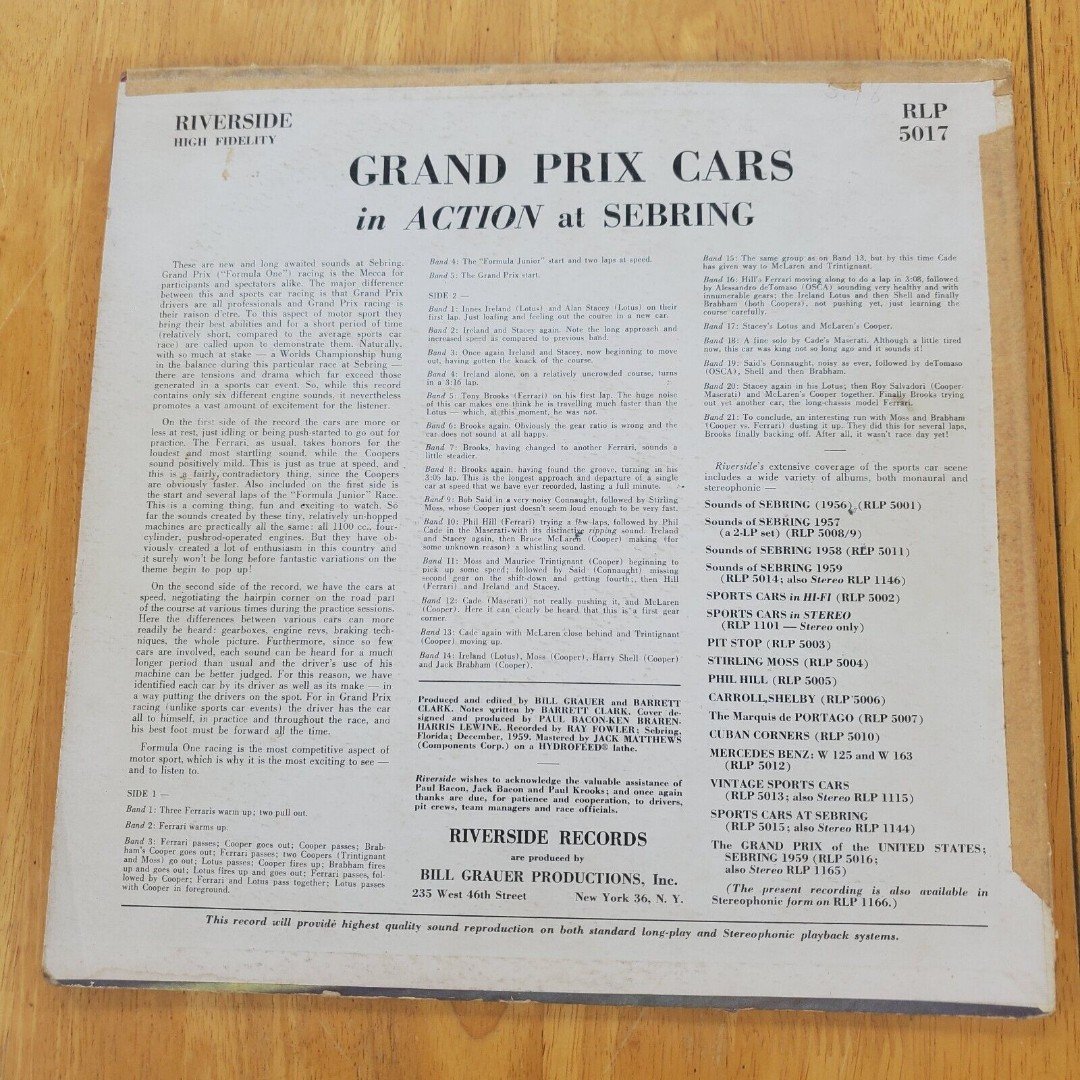 RIVERSIDE
HIGH FIDELITY
RLP
5017
GRAND PRIX CARS
in ACTION at SEBRING
These are new and long awaited sounds at Sebring.
Grand Prix ("Formula One") racing is the Mecca for
participants and spectators alike. The major difference
between this and sports car racing is that Grand Prix
drivers are all professionals and Grand Prix racing is
their raison d'etre. To this aspect of motor sport they
bring their best abilities and for a short period of time
(relatively short, compared to the average sports car
race) are called upon to demonstrate them. Naturally,
with so much at stake — a Worlds Championship hung
in the balance during this particular race at Sebring —
there are tensions and drama which far exceed those
generated in a sports car event. So, while this record
contains only six different engine sounds, it nevertheless
promotes a vast amount of excitement for the listener.
On the first side of the record the cars are more or
less at rest, just idling or being push-started to go out for
practice. The Ferrari, as usual, takes honors for the
loudest and most startling sound, while the Coopers
sound positively mild. This is just as true at speed, and
this is a fairly contradictory thing, since the Coopers
are obviously faster. Also included on the first side is
the start and several laps of the "Formula Junior" Race.
This is a coming thing, fun and exciting to watch. So
far the sounds created by these tiny, relatively un-hopped
machines are practically all the same: all 1100 cc., four-
cylinder, pushrod-operated engines. But they have ob-
viously created a lot of enthusiasm in this country and
it surely won't be long before fantastic variations on the
theme begin to pop up!
On the second side of the record, we have the cars at
speed, negotiating the hairpin corner on the road part
of the course at various times during the practice sessions.
Here the differences between various cars can more
readily be heard: gearboxes, engine revs, braking tech-
niques, the whole picture. Furthermore, since so few
cars are involved, each sound can be heard for a much
longer period than usual and the driver's use of his
machine can be better judged. For this reason, we have
identified each car by its driver as well as its make — in
a way putting the drivers on the spot. For in Grand Prix
racing (unlike sports car events) the driver has the car
all to himself, in practice and throughout the race, and
his best foot must be forward all the time.
Formula One racing is the most competitive aspect of
motor sport, which is why it is the most exciting to see —
and to listen to.
SIDE 1 —
Band 1: Three Ferraris warm up; two pull out.
Band 2: Ferrari warms up.
Band 3: Ferrari passes; Cooper goes out; Cooper passes; Brab-
ham's Cooper goes out; Ferrari passes; two Coopers (Trintignant
and Moss) go out; Lotus passes; Cooper fires up; Brabham fires
up and goes out; Lotus fires up and goes out; Ferrari passes, fol-
lowed by Cooper; Ferrari and Lotus pass together; Lotus passes
with Cooper in foreground.
Band 4: The "Formula Junior" start and two laps at speed.
Band 5: The Grand Prix start.
SIDE 2 —
Band 1: Innes Ireland (Lotus) and Alan Stacey (Lotus) on their
first lap. Just loafing and feeling out the course in a new car.
Band 2: Ireland and Stacey again. Note the long approach and
increased speed as compared to previous band.
Band 3: Once again Ireland and Stacey, now beginning to move
out, having gotten the knack of the course.
Band 4: Ireland alone, on a relatively uncrowded course, turns
in a 3:16 lap.
Band 5: Tony Brooks (Ferrari) on his first lap. The huge noise
of this car makes one think he is travelling much faster than the
Lotus — which, at this moment, he was not.
Band 6: Brooks again. Obviously the gear ratio is wrong and the
car does not sound at all happy.
Band 7: Brooks, having changed to another Ferrari, sounds a
little steadier.
Band 8: Brooks again, having found the groove, turning in his
3:05 lap. This is the longest approach and departure of a single
car at speed that we have ever recorded, lasting a full minute.
Band 9: Bob Said in a very noisy Connaught, followed by Stirling
Moss, whose Cooper just doesn't seem loud enough to be very fast.
Band 10: Phil Hill (Ferrari) trying a few laps, followed by Phil
Cade in the Maserati-with its distinctive ripping sound. Ireland
and Stacey again, then Bruce McLaren (Cooper) making (for
some unknown reason) a whistling sound.
Band 11: Moss and Maurice Trintignant (Cooper) beginning to
pick up some speed; followed by Said (Connaught) missing
second gear on the shift-down and getting fourth; then Hill
(Ferrari) and Ireland and Stacey.
Band 12: Cade (Maserati) not really pushing it, and McLaren
(Cooper). Here it can clearly be heard that this is a first gear
corner.
Band 13: Cade again with McLaren close behind and Trintignant
(Cooper) moving up.
Band 14: Ireland (Lotus), Moss (Cooper), Harry Shell (Cooper)
and Jack Brabham (Cooper).
Produced and edited by BILL GRAUER and BARRETT
CLARK. Notes written by BARRETT CLARK. Cover de-
signed and produced by PAUL BACON-KEN BRAREN-
HARRIS LEWINE. Recorded by RAY FOWLER; Sebring,
Florida; December, 1959. Mastered by JACK MATTHEWS
(Components Corp.) on a HYDROFEED® lathe.
Riverside wishes to acknowledge the valuable assistance of
Paul Bacon, Jack Bacon and Paul Krooks; and once again
thanks are due, for patience and cooperation, to drivers,
pit crews, team managers and race officials.
RIVERSIDE RECORDS
are produced by
BILL GRAUER PRODUCTIONS, Inc.
235 West 46th Street New York 36, N. Y.
Band 15: The same group as on Band 13, but by this time Cade
has given way to McLaren and Trintignant.
Band 16: Hill's Ferrari moving along to do a lap in 3:08, followed
by Alessandro deTomaso (OSCA) sounding very healthy and with
innumerable gears; the Ireland Lotus and then Shell and finally
Brabham (both Coopers), not pushing yet, just learning the
course carefully.
Band 17: Stacey's Lotus and McLaren's Cooper.
Band 18: A fine solo by Cade's Maserati. Although a little tired
now, this car was king not so long ago and it sounds it!
Band 19: Said's Connaught, noisy as ever, followed by deTomaso
(OSCA), Shell and then Brabham.
Band 20: Stacey again in his Lotus; then Roy Salvadori (Cooper-
Maserati) and McLaren's Cooper together. Finally Brooks trying
out yet another car, the long-chassis model Ferrari.
Band 21: To conclude, an interesting run with Moss and Brabham
(Cooper vs. Ferrari) dusting it up. They did this for several laps,
Brooks finally backing off. After all, it wasn't race day yet!
Riverside's extensive coverage of the sports car scene
includes a wide variety of albums, both monaural and
stereophonic —
Sounds of SEBRING (1956) (RLP 5001)
Sounds of SEBRING 1957
(a 2-LP set) (RLP 5008/9)
Sounds of SEBRING 1958 (RLP 5011)
Sounds of SEBRING 1959
(RLP 5014; also Stereo RLP 1146)
SPORTS CARS in HI-FI (RLP 5002)
SPORTS CARS in STEREO
(RLP 1101 — Stereo only)
PIT STOP (RLP 5003)
STIRLING MOSS (RLP 5004)
PHIL HILL (RLP 5005)
CARROLL SHELBY (RLP 5006)
The Marquis de PORTAGO (RLP 5007)
CUBAN CORNERS (RLP 5010)
MERCEDES BENZ: W 125 and W 163
(RLP 5012)
VINTAGE SPORTS CARS
(RLP 5013; also Stereo RLP 1115)
SPORTS CARS AT SEBRING
(RLP 5015; also Stereo RLP 1144)
The GRAND PRIX of the UNITED STATES;
SEBRING 1959 (RLP 5016;
also Stereo RLP 1165)
(The present recording is also available in
Stereophonic form on RLP 1166.)
This record will provide highest quality sound reproduction on both standard long-play and Stereophonic playback systems.